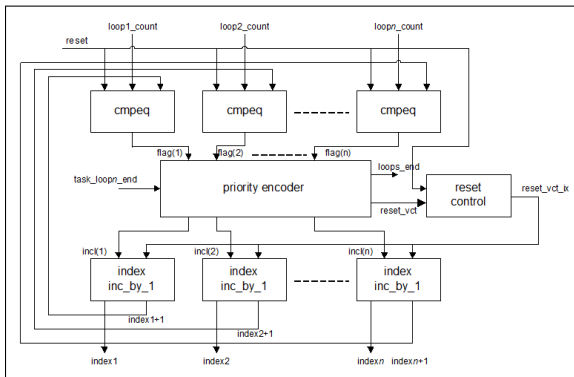 loop1_count
loop2_count
loopn_count
reset
cmpeq
cmpeq
cmpeq
flag(1)
flag(2)
flag(n)
loops_end
task_loopn_end
priority encoder
reset
control
reset_vct_ix
reset_vct
incl(1)
incl(2)
incl(n)
index
inc_by_1
index
inc_by_1
index
inc_by_1
index1+1
index2+1
index1
index2
indexn
indexn+1